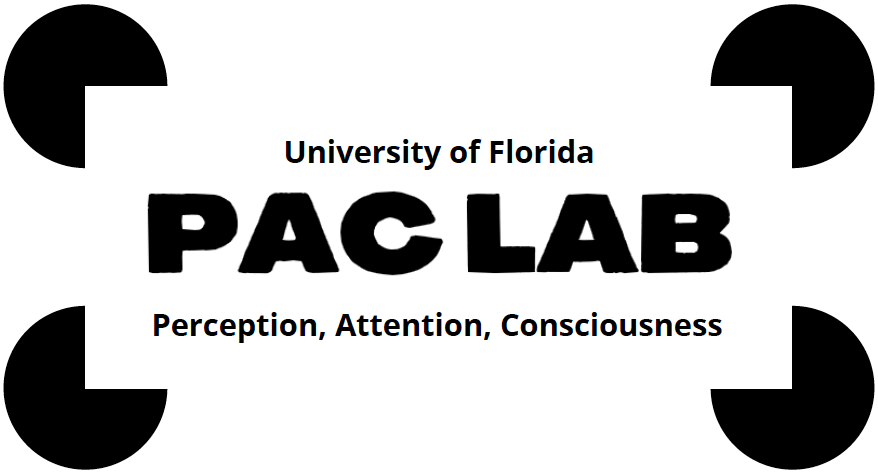 University of Florida
PAC LAB
Perception, Attention, Consciousness